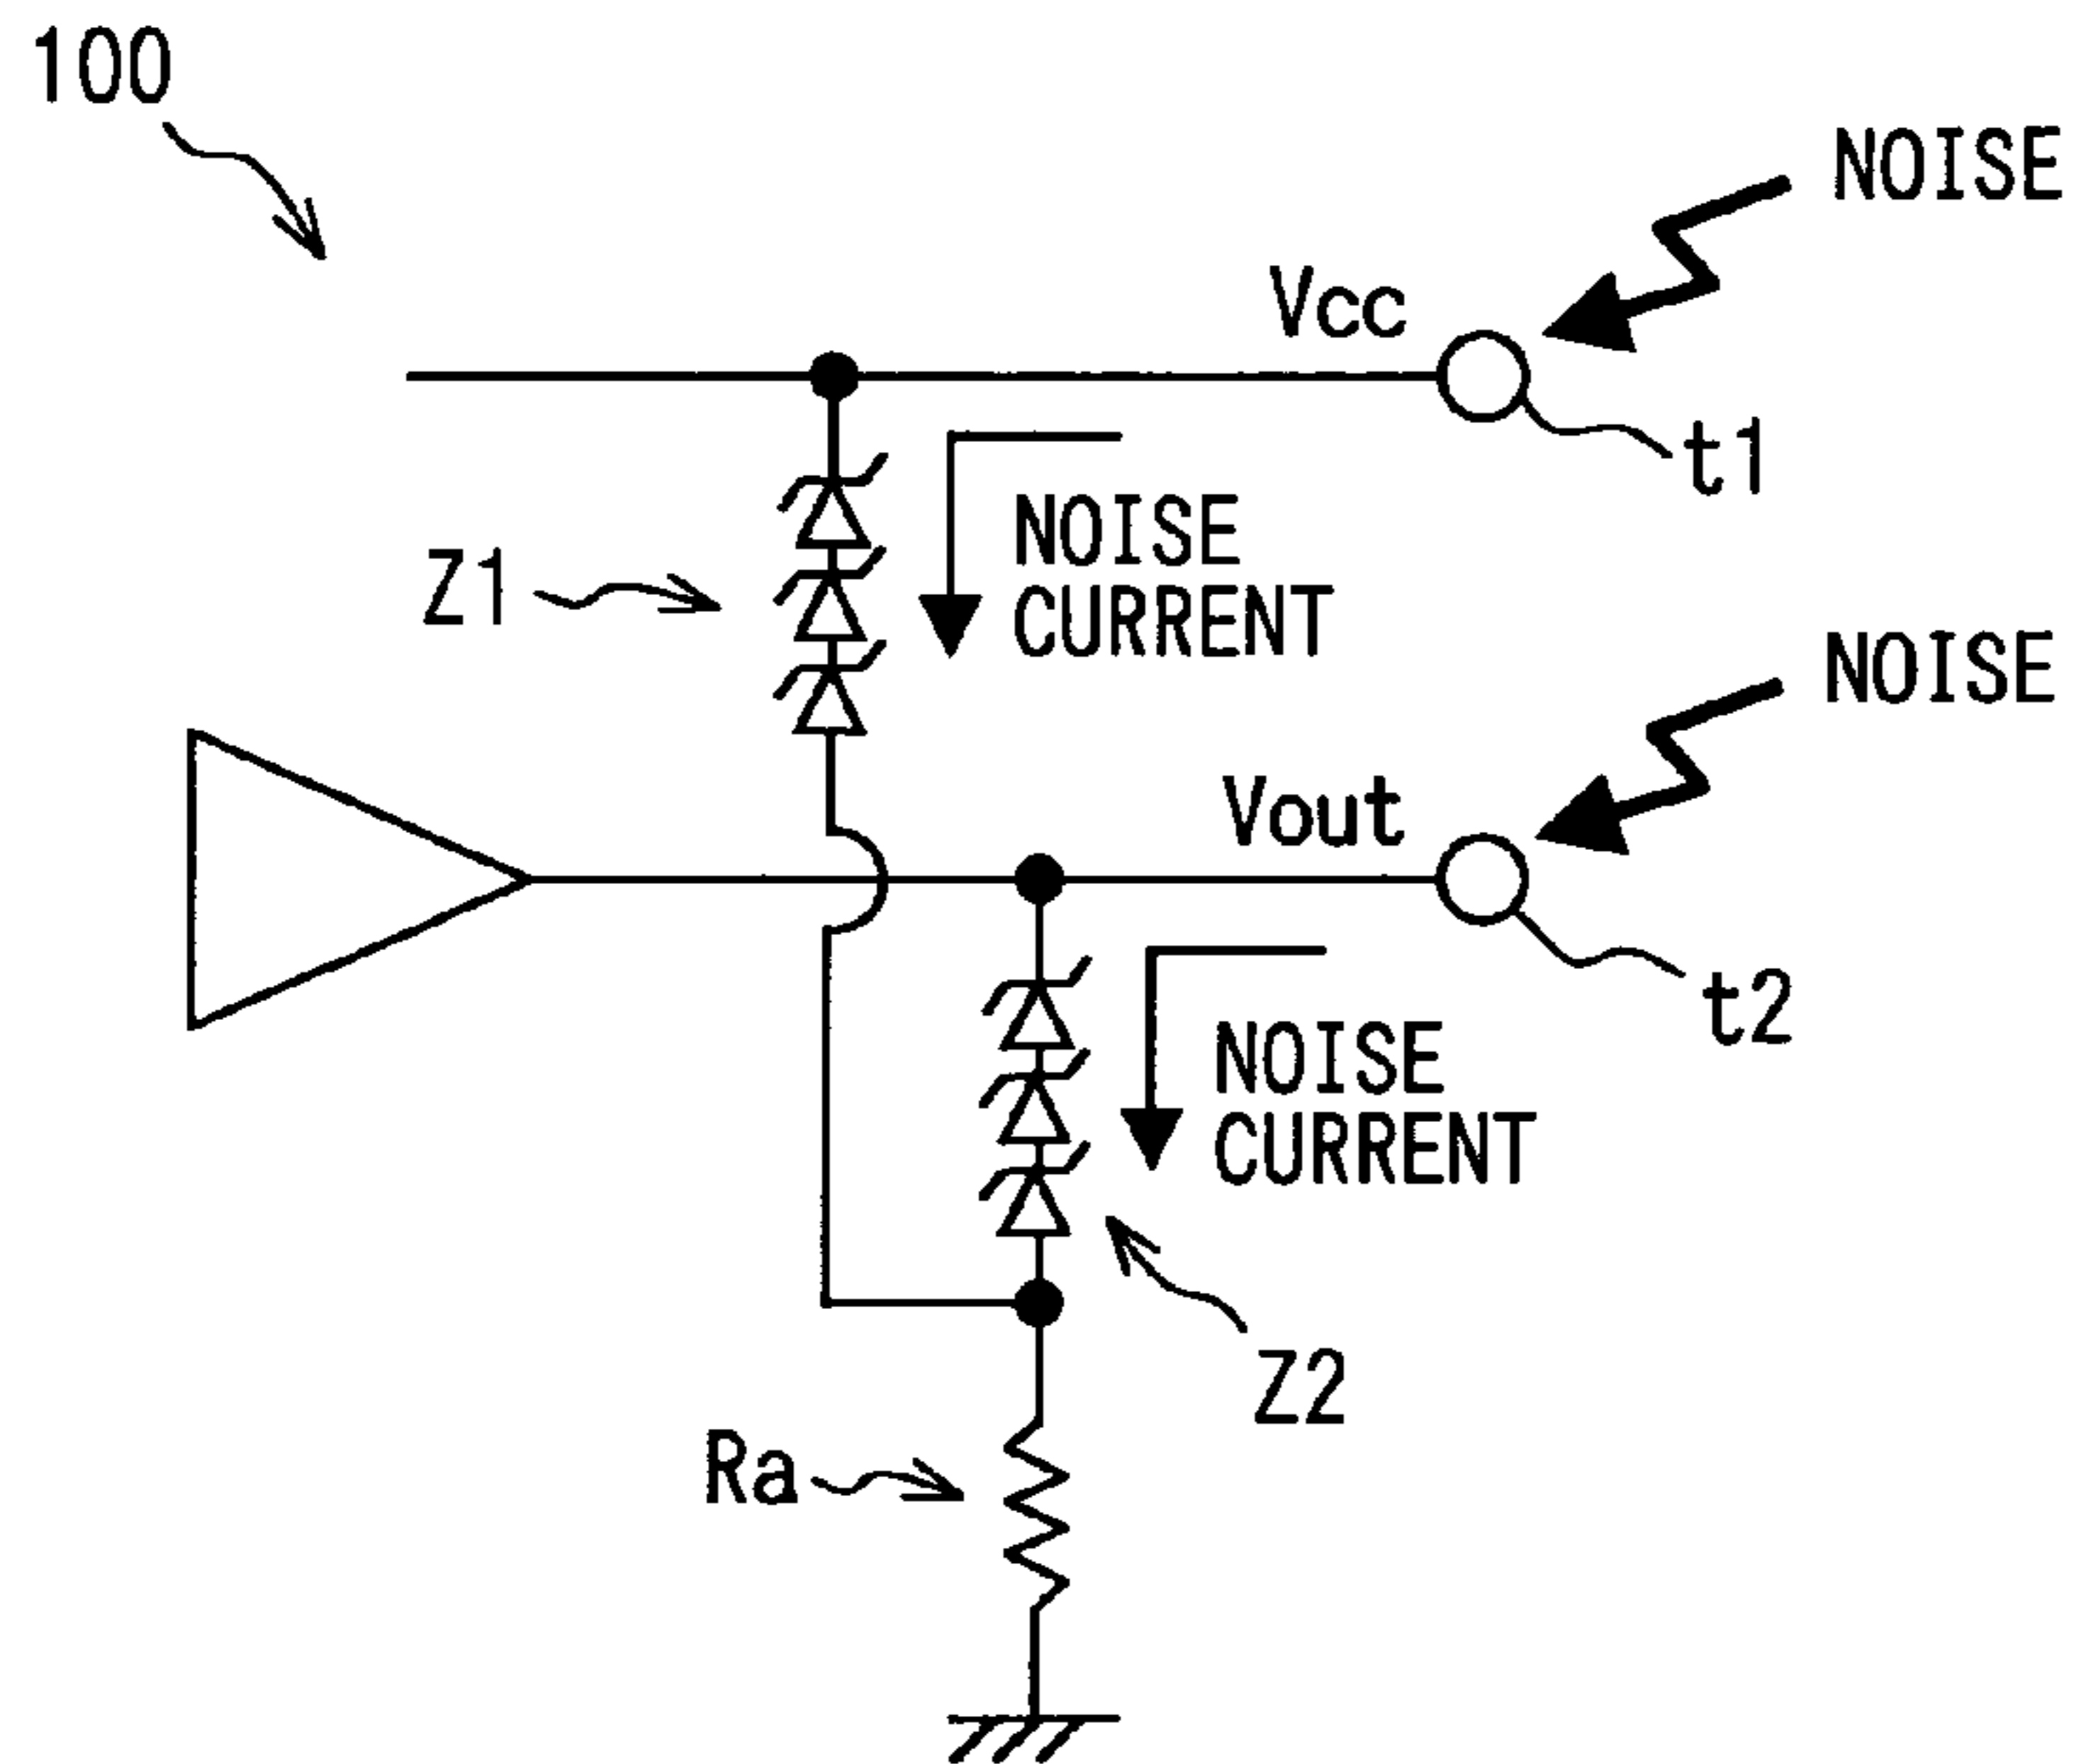 100
NOISE
Vcc
t1
NOISE
CURRENT
Z1
NOISE
Vout
t2
NOISE
CURRENT
Z2
Ra